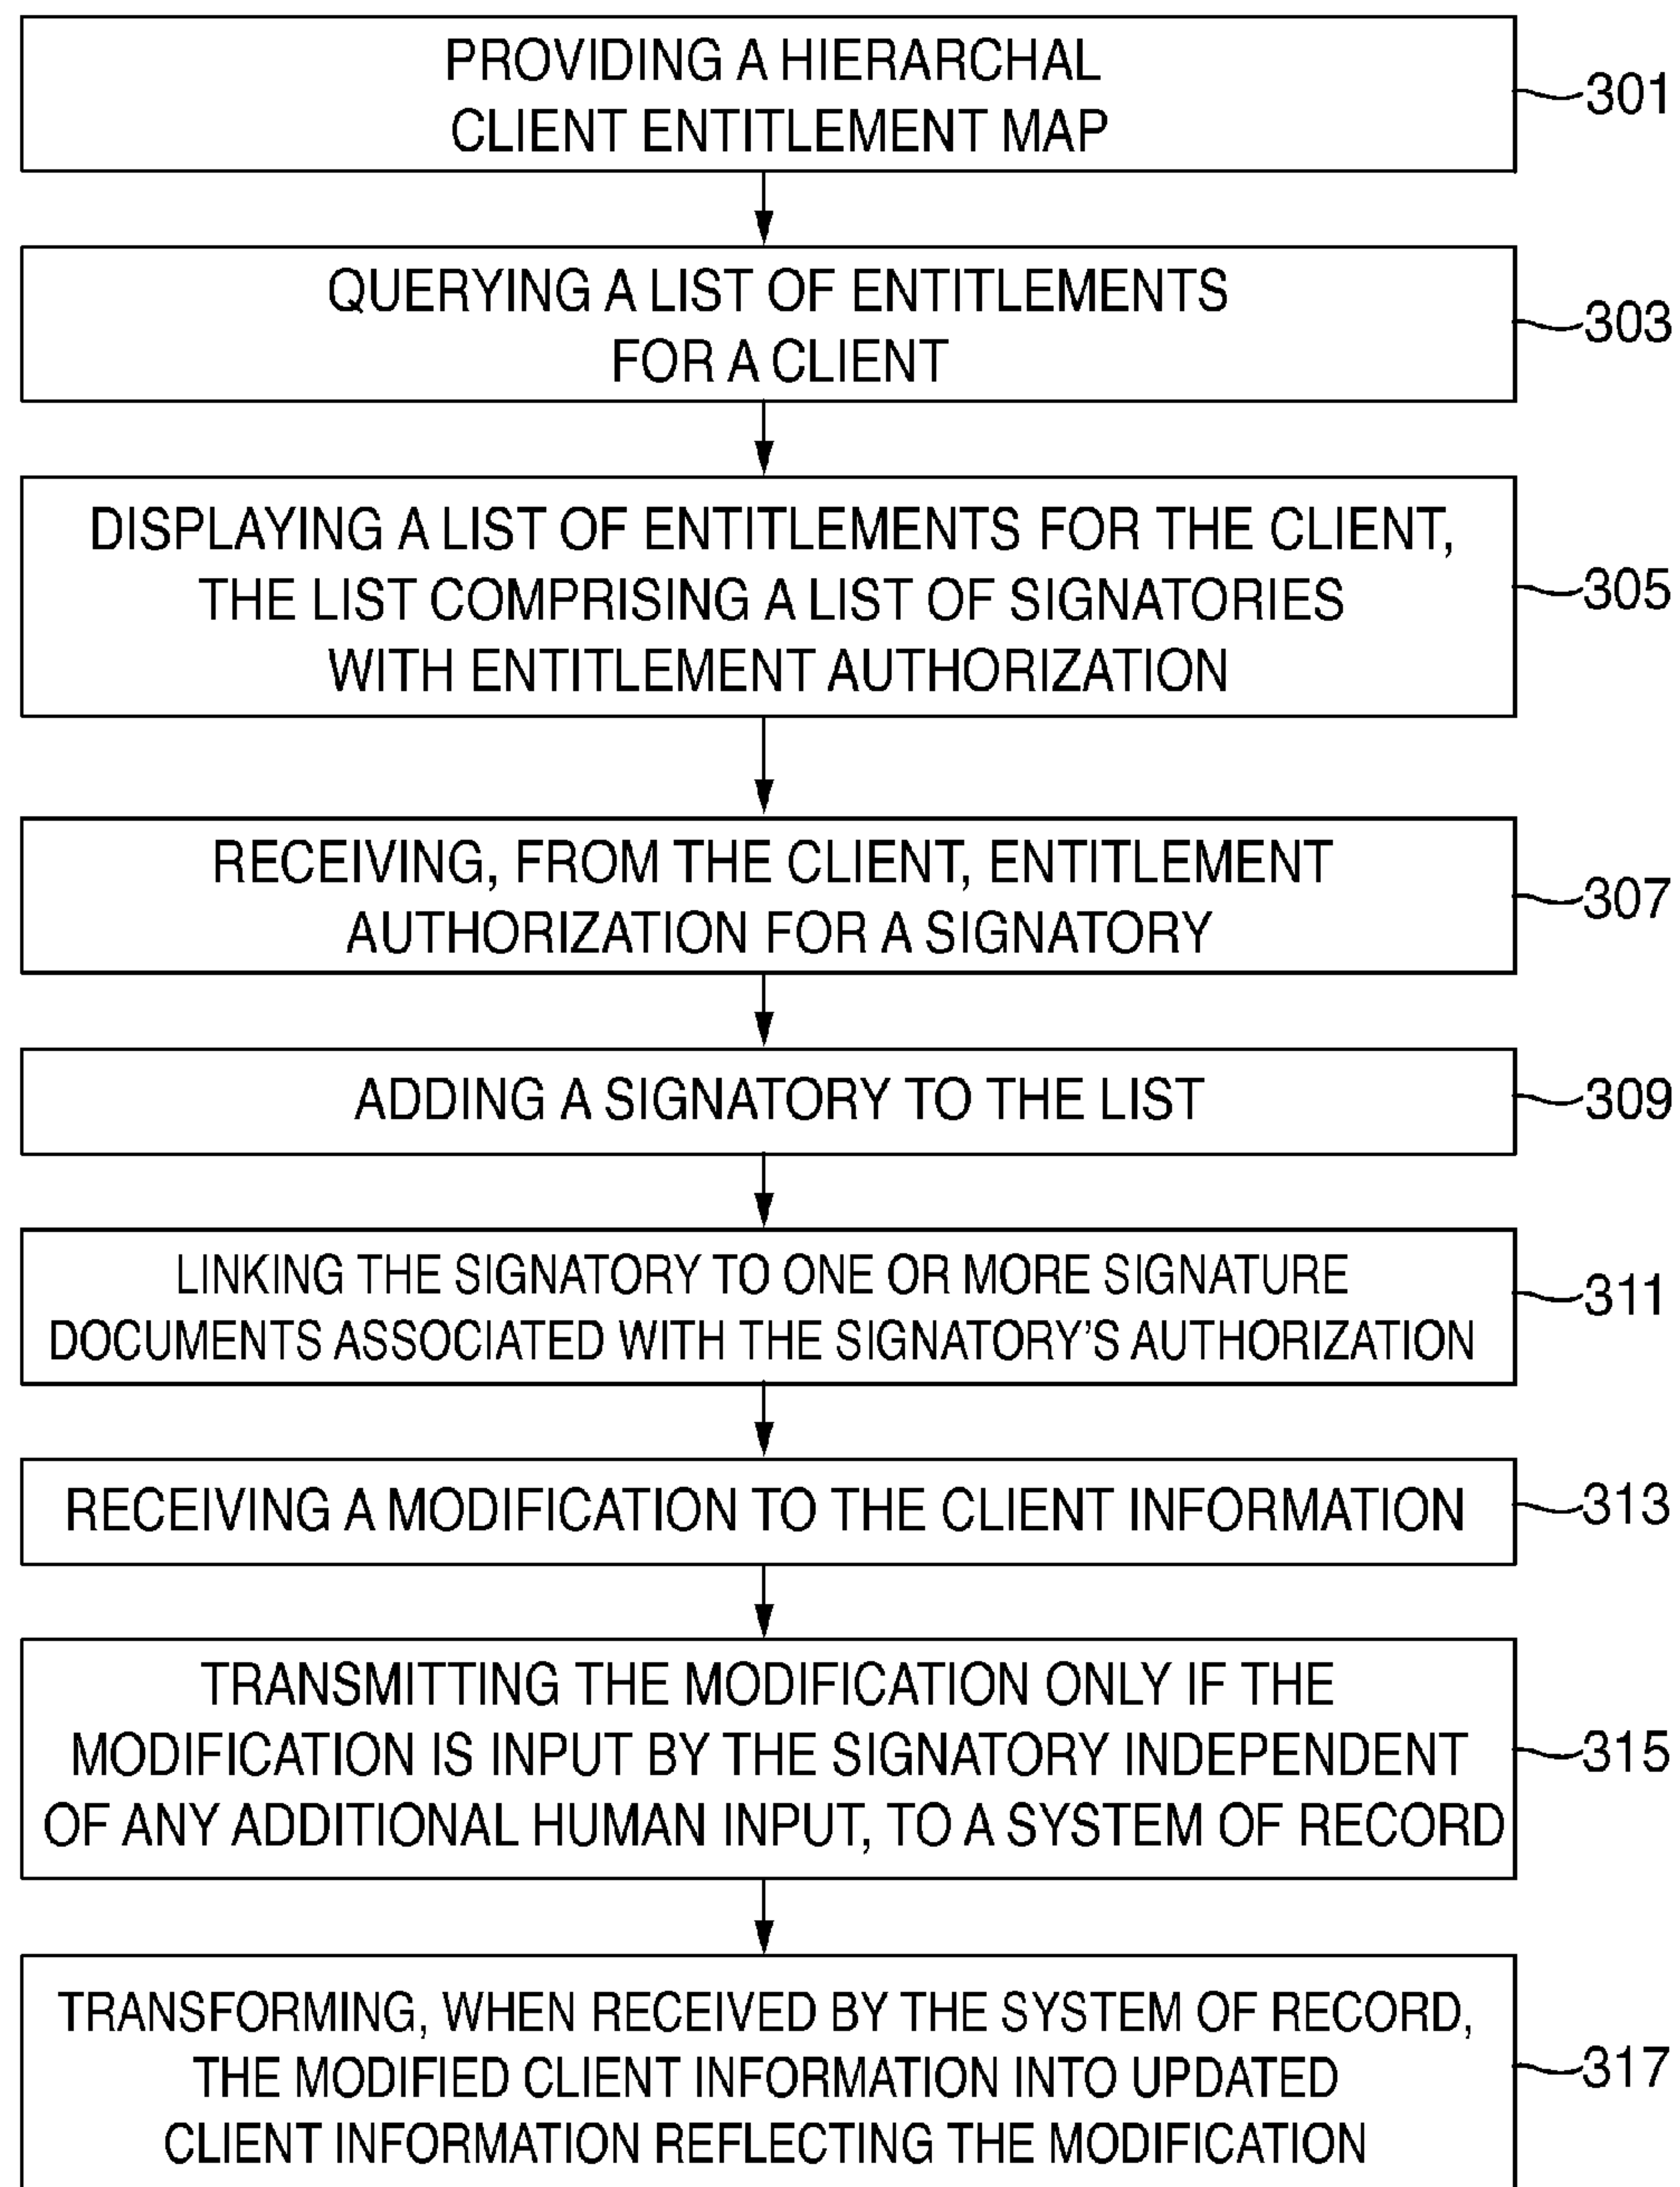 PROVIDING A HIERARCHAL
CLIENT ENTITLEMENT MAP
301
QUERYING A LIST OF ENTITLEMENTS
FOR A CLIENT
303
DISPLAYING A LIST OF ENTITLEMENTS FOR THE CLIENT,
THE LIST COMPRISING A LIST OF SIGNATORIES
WITH ENTITLEMENT AUTHORIZATION
305
RECEIVING, FROM THE CLIENT, ENTITLEMENT
AUTHORIZATION FOR A SIGNATORY
307
ADDING A SIGNATORY TO THE LIST
309
LINKING THE SIGNATORY TO ONE OR MORE SIGNATURE
DOCUMENTS ASSOCIATED WITH THE SIGNATORY'S AUTHORIZATION
311
RECEIVING A MODIFICATION TO THE CLIENT INFORMATION
313
TRANSMITTING THE MODIFICATION ONLY IF THE
MODIFICATION IS INPUT BY THE SIGNATORY INDEPENDENT
OF ANY ADDITIONAL HUMAN INPUT, TO A SYSTEM OF RECORD
315
TRANSFORMING, WHEN RECEIVED BY THE SYSTEM OF RECORD,
THE MODIFIED CLIENT INFORMATION INTO UPDATED
CLIENT INFORMATION REFLECTING THE MODIFICATION
317